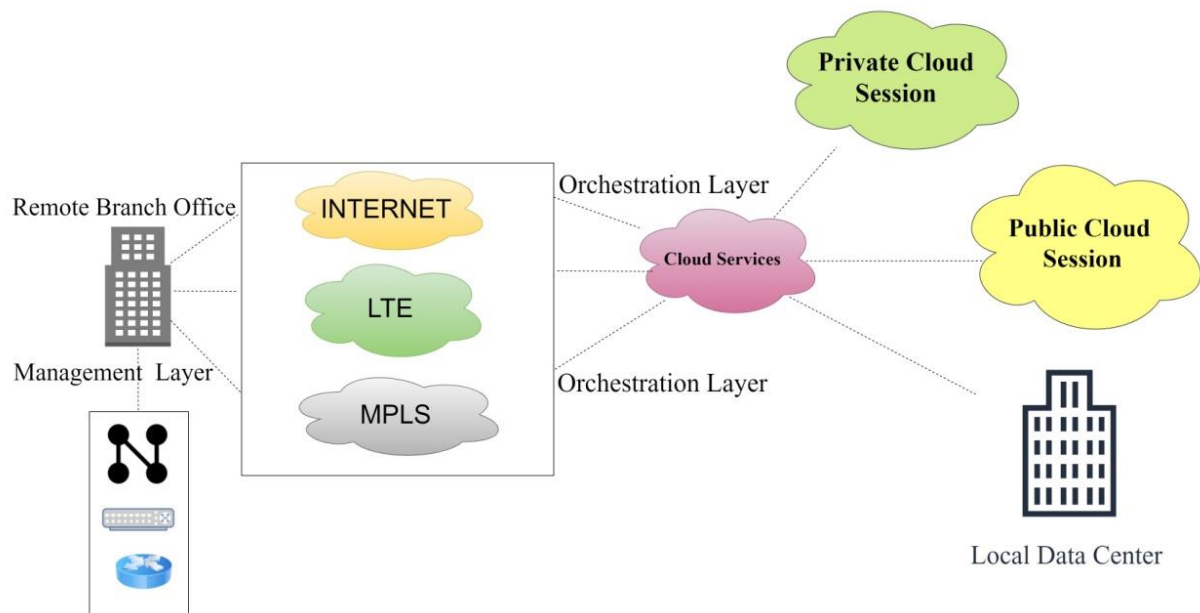 Private Cloud
Session
Orchestration Layer
Remote Branch Office
INTERNET
Public Cloud
Session
Cloud Services
LTE
Management Layer
Orchestration Layer
MPLS
Local Data Center